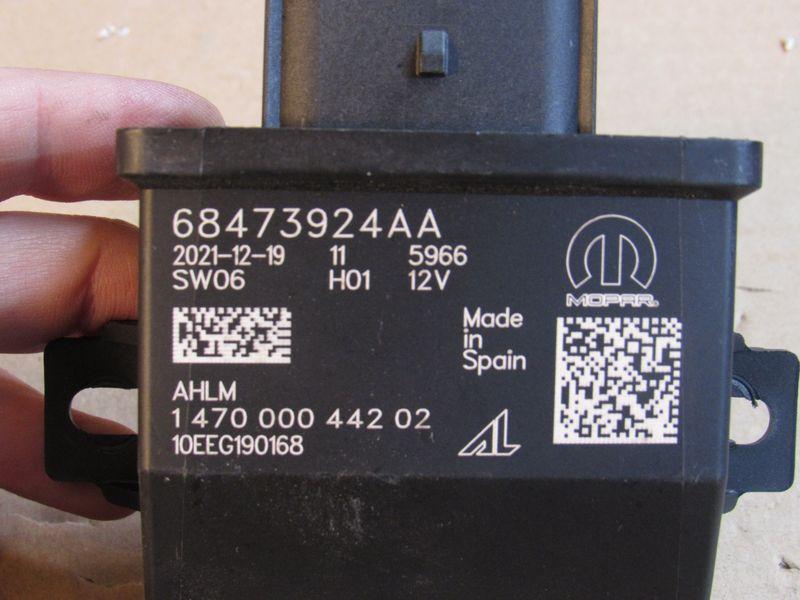 68473924AA
2021-12-19 11 5966
SW06 H01 12V
MOPAR®
Made
in
Spain
AHLM
1 470 000 442 02
10EEG190168
AL